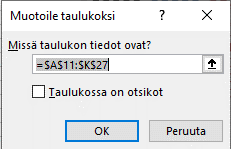 Muotoile taulukoksi
?
×
Missä taulukon tiedot ovat?
=$A$11:$K$27
Taulukossa on otsikot
OK
Peruuta